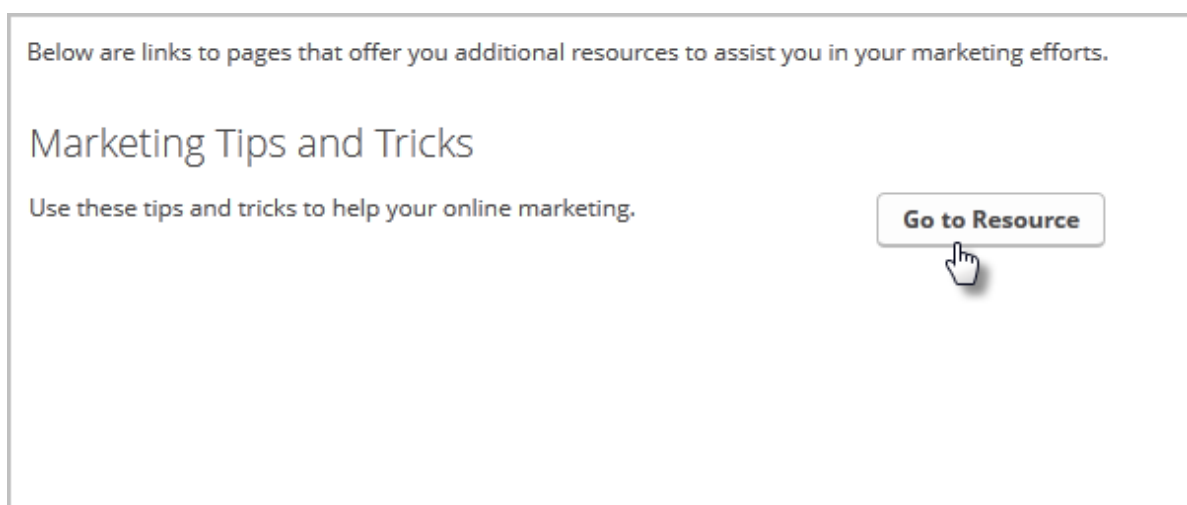 Below are links to pages that offer you additional resources to assist you in your marketing efforts.
Marketing Tips and Tricks
Use these tips and tricks to help your online marketing.
Go to Resource